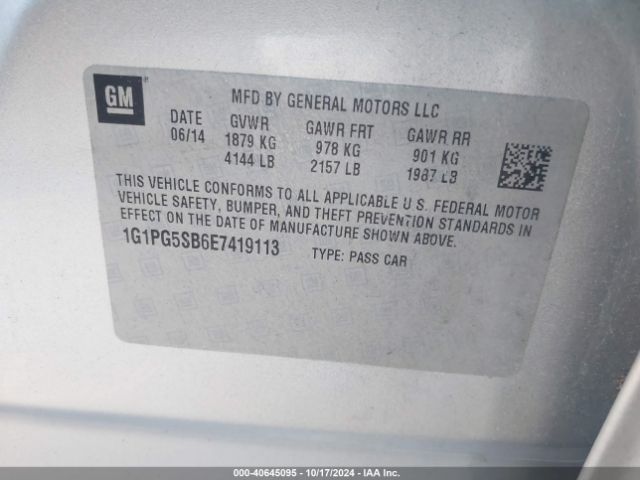 GM
MFD BY GENERAL MOTORS LLC
DATE GVWR GAWR FRT GAWR RR
06/14 1879 KG 978 KG 901 KG
4144 LB 2157 LB 1987 LB
THIS VEHICLE CONFORMS TO ALL APPLICABLE U.S. FEDERAL MOTOR
VEHICLE SAFETY, BUMPER, AND THEFT PREVENTION STANDARDS IN
EFFECT ON THE DATE OF MANUFACTURE SHOWN ABOVE.
1G1PG5SB6E7419113 TYPE: PASS CAR
000-40645095 - 10/17/2024 - IAA Inc.